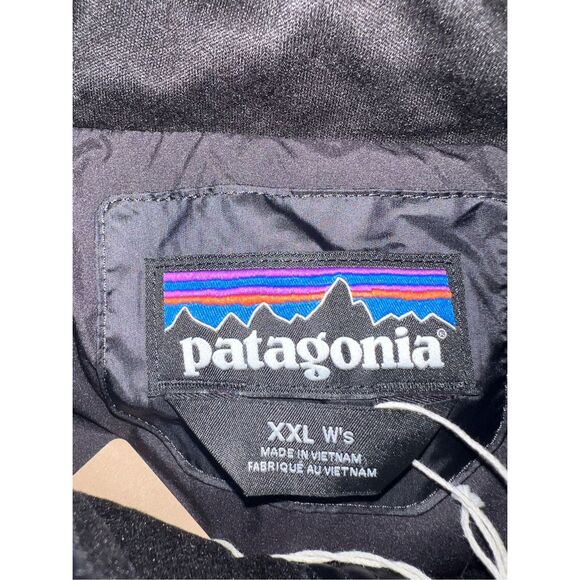 patagonia®
XXL W's
MADE IN VIETNAM
FABRIQUÉ AU VIETNAM